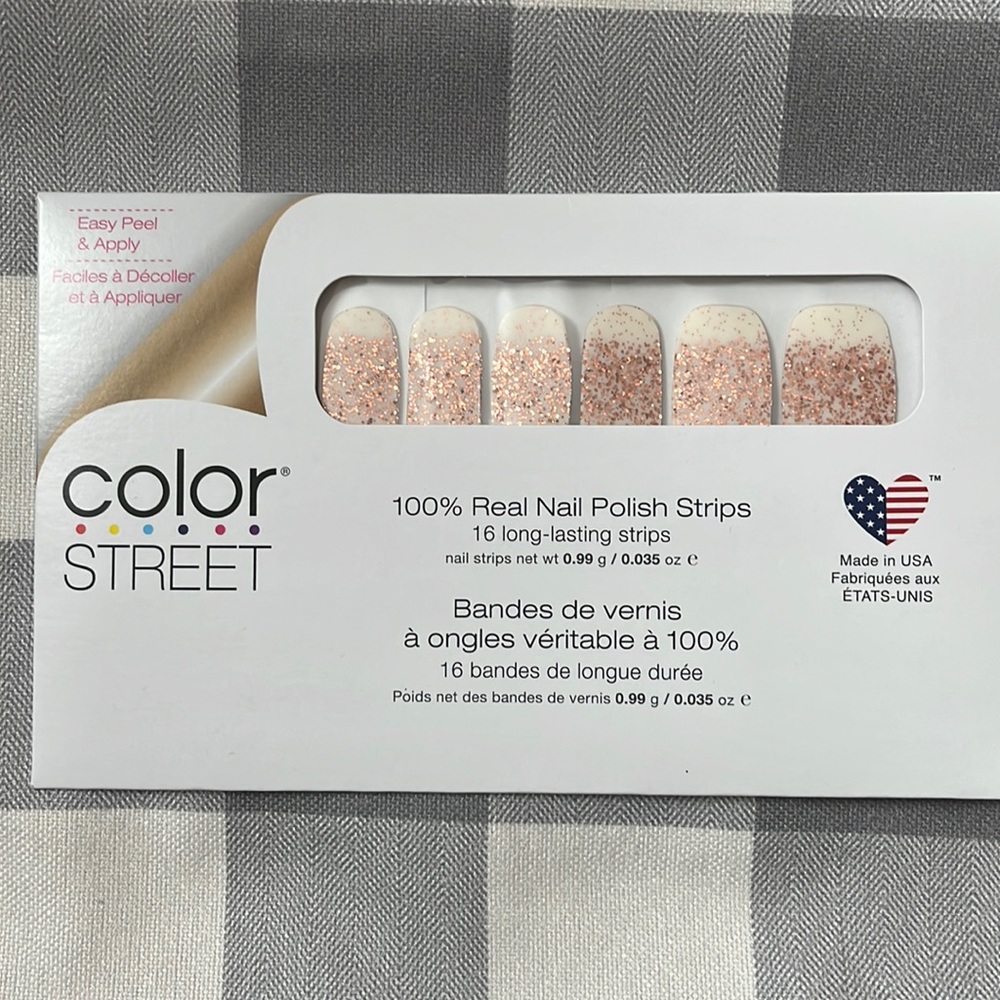 Easy Peel
& Apply
Faciles à Décoller
et à Appliquer
color®
STREET
100% Real Nail Polish Strips
16 long-lasting strips
nail strips net wt 0.99 g / 0.035 oz ℮
Bandes de vernis
à ongles véritable à 100%
16 bandes de longue durée
Poids net des bandes de vernis 0.99 g / 0.035 oz ℮
™
Made in USA
Fabriquées aux
ÉTATS-UNIS